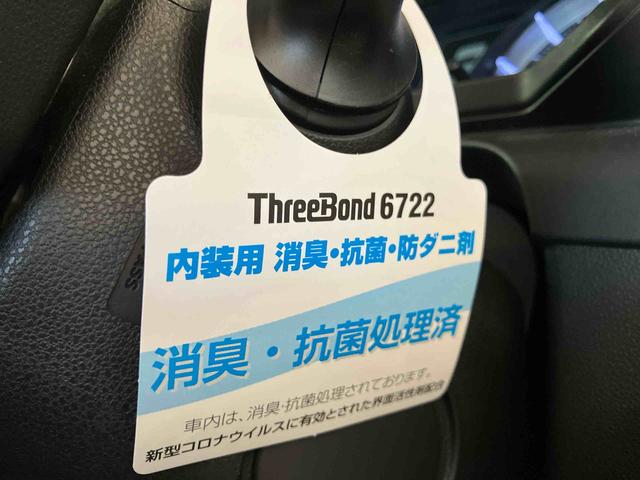 ThreeBond 6722
内装用 消臭・抗菌・防ダニ剤
消臭・抗菌処理済
車内は、消臭・抗菌処理されております。
新型コロナウイルスに有効とされた界面活性剤配合